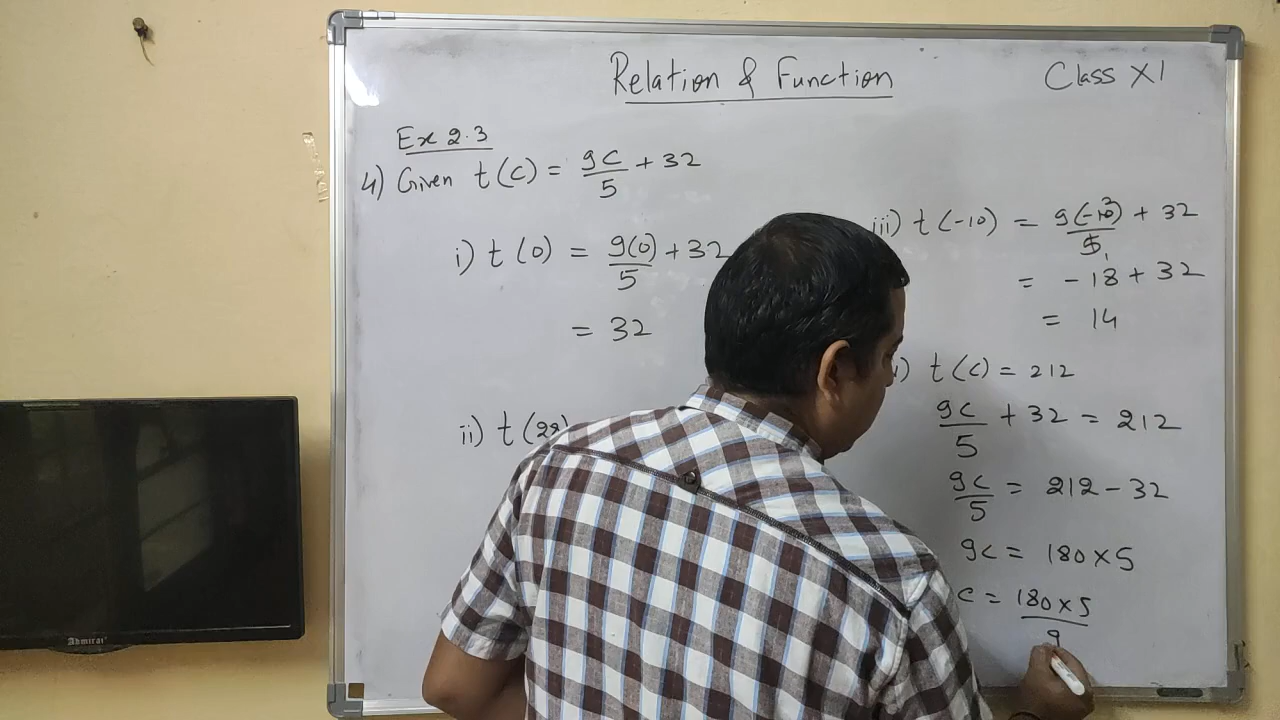 Relation & Function
Class XI
Ex 2.3
4) Given t(c) = 9c/5 + 32
i) t(0) = 9(0)/5 + 32
= 32
ii) t(28)
iii) t(-10) = 9(-10)/5 + 32
= -18 + 32
= 14
) t(c) = 212
9c/5 + 32 = 212
9c/5 = 212 - 32
9c = 180 × 5
c = 180 × 5/9
Admiral